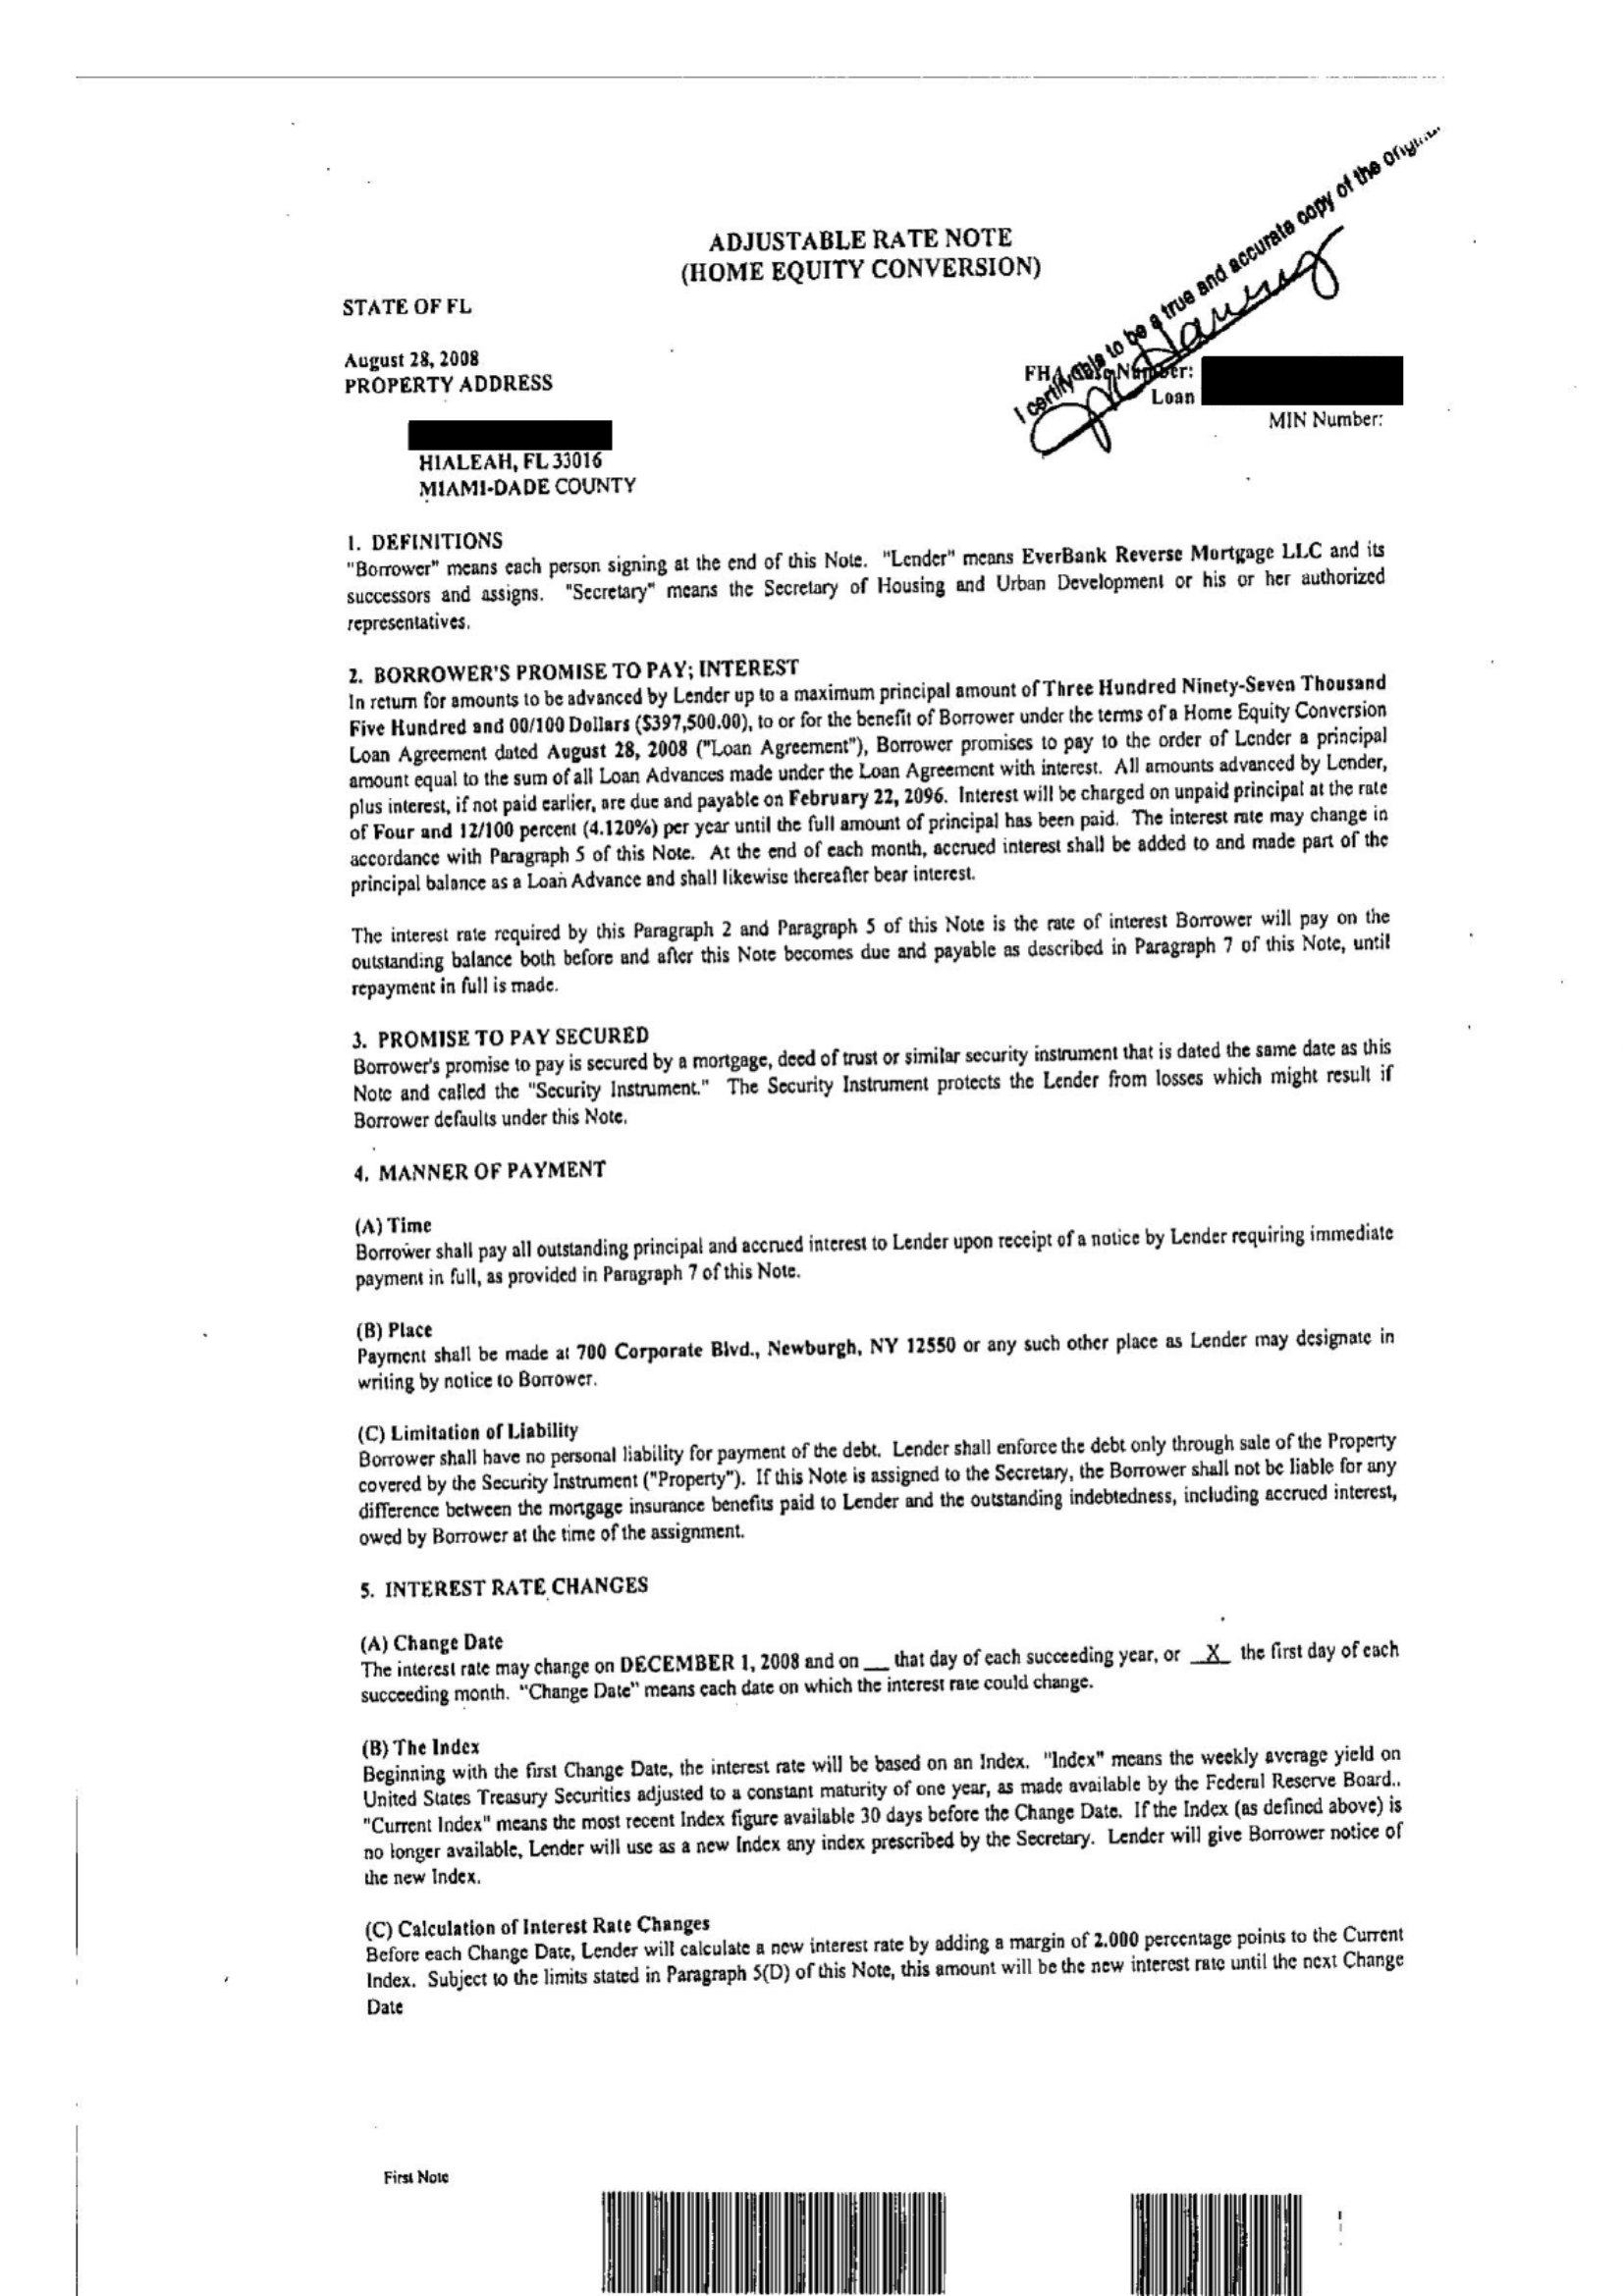 ADJUSTABLE RATE NOTE
(HOME EQUITY CONVERSION)
I certify this to be a true and accurate copy of the
STATE OF FL
August 28, 2008
PROPERTY ADDRESS
FHA Case Number:
Loan
MIN Number:
HIALEAH, FL 33016
MIAMI-DADE COUNTY
1. DEFINITIONS
"Borrower" means each person signing at the end of this Note. "Lender" means EverBank Reverse Mortgage LLC and its
successors and assigns. "Secretary" means the Secretary of Housing and Urban Development or his or her authorized
representatives.
2. BORROWER'S PROMISE TO PAY; INTEREST
In return for amounts to be advanced by Lender up to a maximum principal amount of Three Hundred Ninety-Seven Thousand
Five Hundred and 00/100 Dollars ($397,500.00), to or for the benefit of Borrower under the terms of a Home Equity Conversion
Loan Agreement dated August 28, 2008 ("Loan Agreement"), Borrower promises to pay to the order of Lender a principal
amount equal to the sum of all Loan Advances made under the Loan Agreement with interest. All amounts advanced by Lender,
plus interest, if not paid earlier, are due and payable on February 22, 2096. Interest will be charged on unpaid principal at the rate
of Four and 12/100 percent (4.120%) per year until the full amount of principal has been paid. The interest rate may change in
accordance with Paragraph 5 of this Note. At the end of each month, accrued interest shall be added to and made part of the
principal balance as a Loan Advance and shall likewise thereafter bear interest.
The interest rate required by this Paragraph 2 and Paragraph 5 of this Note is the rate of interest Borrower will pay on the
outstanding balance both before and after this Note becomes due and payable as described in Paragraph 7 of this Note, until
repayment in full is made.
3. PROMISE TO PAY SECURED
Borrower's promise to pay is secured by a mortgage, deed of trust or similar security instrument that is dated the same date as this
Note and called the "Security Instrument." The Security Instrument protects the Lender from losses which might result if
Borrower defaults under this Note.
4. MANNER OF PAYMENT
(A) Time
Borrower shall pay all outstanding principal and accrued interest to Lender upon receipt of a notice by Lender requiring immediate
payment in full, as provided in Paragraph 7 of this Note.
(B) Place
Payment shall be made at 700 Corporate Blvd., Newburgh, NY 12550 or any such other place as Lender may designate in
writing by notice to Borrower.
(C) Limitation of Liability
Borrower shall have no personal liability for payment of the debt. Lender shall enforce the debt only through sale of the Property
covered by the Security Instrument ("Property"). If this Note is assigned to the Secretary, the Borrower shall not be liable for any
difference between the mortgage insurance benefits paid to Lender and the outstanding indebtedness, including accrued interest,
owed by Borrower at the time of the assignment.
5. INTEREST RATE CHANGES
(A) Change Date
The interest rate may change on DECEMBER 1, 2008 and on __ that day of each succeeding year, or _X_ the first day of each
succeeding month. "Change Date" means each date on which the interest rate could change.
(B) The Index
Beginning with the first Change Date, the interest rate will be based on an Index. "Index" means the weekly average yield on
United States Treasury Securities adjusted to a constant maturity of one year, as made available by the Federal Reserve Board..
"Current Index" means the most recent Index figure available 30 days before the Change Date. If the Index (as defined above) is
no longer available, Lender will use as a new Index any index prescribed by the Secretary. Lender will give Borrower notice of
the new Index.
(C) Calculation of Interest Rate Changes
Before each Change Date, Lender will calculate a new interest rate by adding a margin of 2.000 percentage points to the Current
Index. Subject to the limits stated in Paragraph 5(D) of this Note, this amount will be the new interest rate until the next Change
Date
First Note